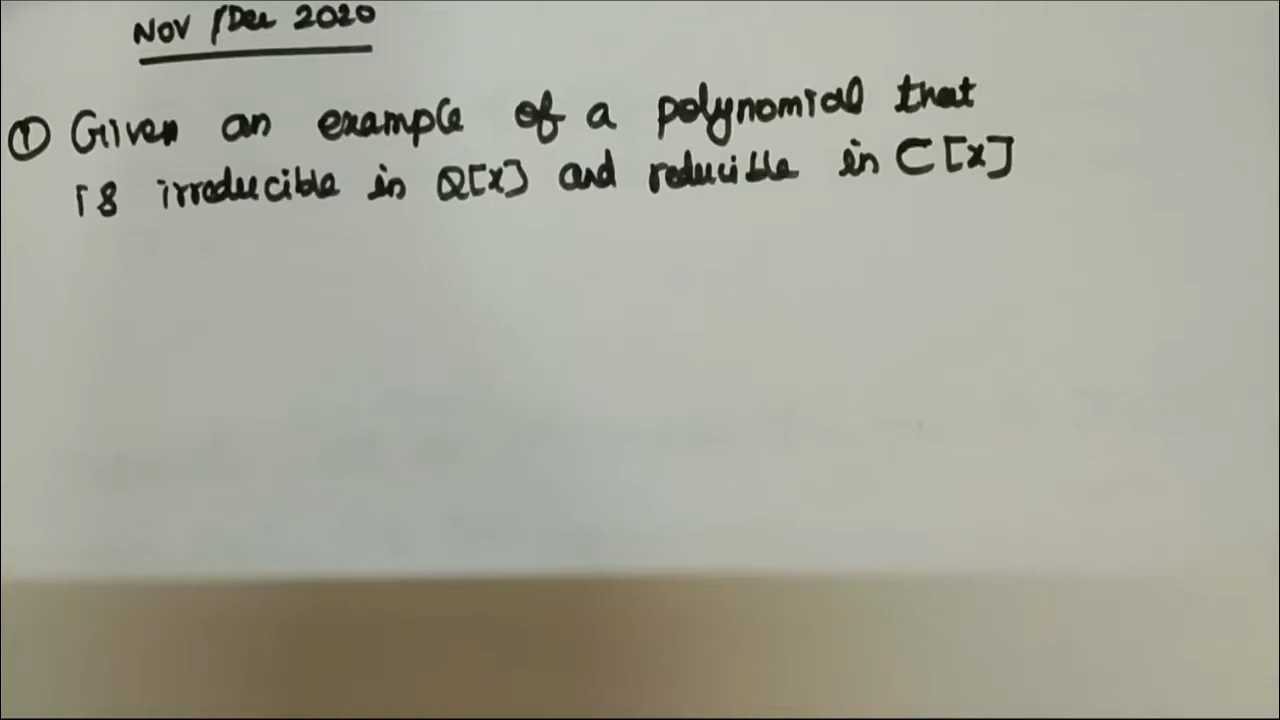 Nov /Dec 2020
① Given an example of a polynomial that
is irreducible in Q[x] and reducible in C[x]